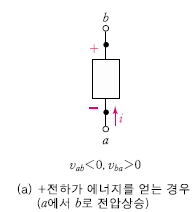 b
+
−
i
a
v_ab<0, v_ba>0
(a) +전하가 에너지를 얻는 경우
(a에서 b로 전압상승)